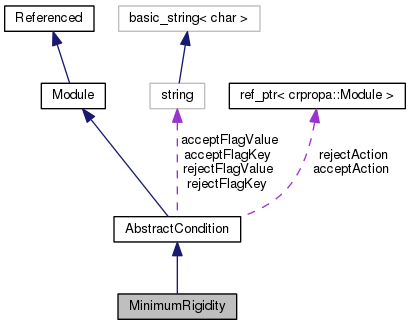 Referenced
basic_string< char >
Module
string
ref_ptr< crpropa::Module >
acceptFlagValue
acceptFlagKey
rejectFlagValue
rejectFlagKey
rejectAction
acceptAction
AbstractCondition
MinimumRigidity